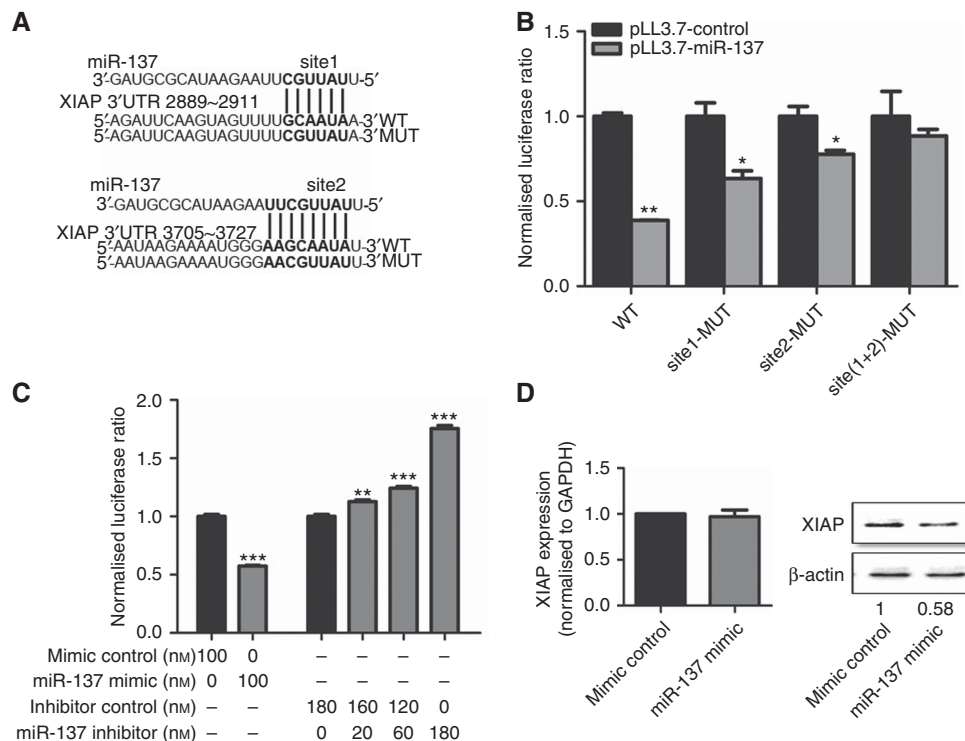 A
miR-137 site1
3′-GAUGCGCAUAAGAAUUCGUUAUU-5′
XIAP 3′UTR 2889~2911
5′-AGATTCAAGUAGUUUUGCAAUAA-3′WT
5′-AGATTCAAGUAGUUUUCGUUAUA-3′MUT
miR-137 site2
3′-GAUGCGCAUAAGAAUUCGUUAUU-5′
XIAP 3′UTR 3705~3727
5′-AAUAAGAAAAUGGGAAGCAAUAU-3′WT
5′-AAUAAGAAAAUGGGAACGUUAUU-3′MUT
B
pLL3.7-control
pLL3.7-miR-137
Normalised luciferase ratio
1.5
1.0
0.5
0.0
**
*
*
WT
site1-MUT
site2-MUT
site(1+2)-MUT
C
Normalised luciferase ratio
2.0
1.5
1.0
0.5
0.0
***
**
***
***
Mimic control (nM) 100 0 – – – –
miR-137 mimic (nM) 0 100 – – – –
Inhibitor control (nM) – – 180 160 120 0
miR-137 inhibitor (nM) – – 0 20 60 180
D
XIAP expression
(normalised to GAPDH)
1.5
1.0
0.5
0.0
Mimic control
miR-137 mimic
XIAP
β-actin
1 0.58
Mimic control
miR-137 mimic